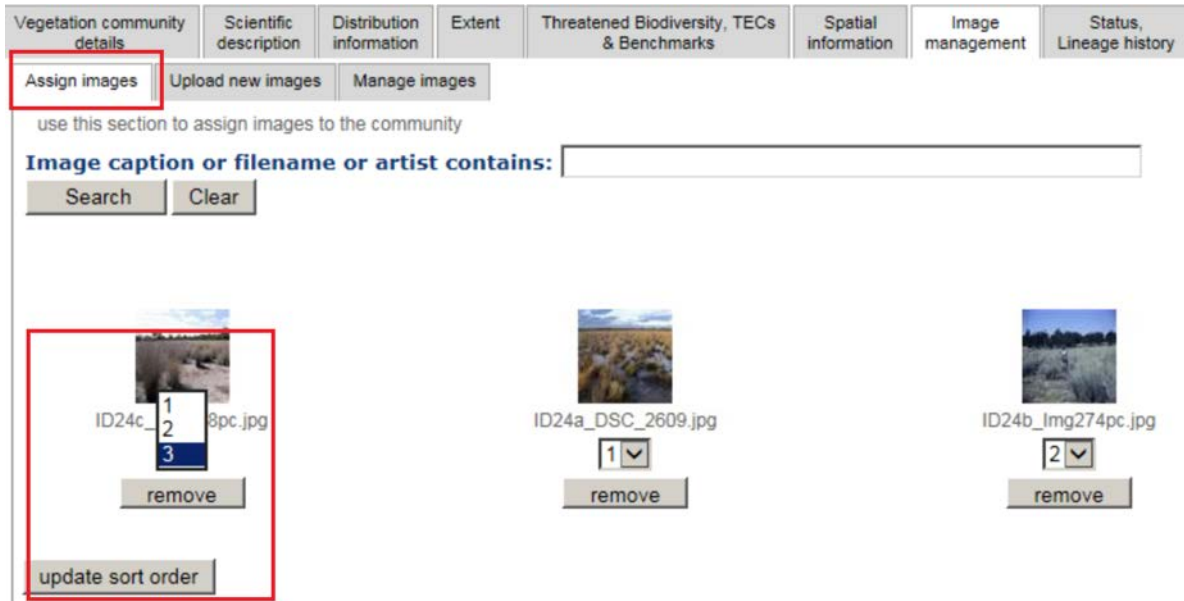 Vegetation community details
Scientific description
Distribution information
Extent
Threatened Biodiversity, TECs & Benchmarks
Spatial information
Image management
Status, Lineage history
Assign images
Upload new images
Manage images
use this section to assign images to the community
Image caption or filename or artist contains:
Search
Clear
ID24c_
8pc.jpg
ID24a_DSC_2609.jpg
ID24b_Img274pc.jpg
1
2
3
1
2
remove
remove
remove
update sort order